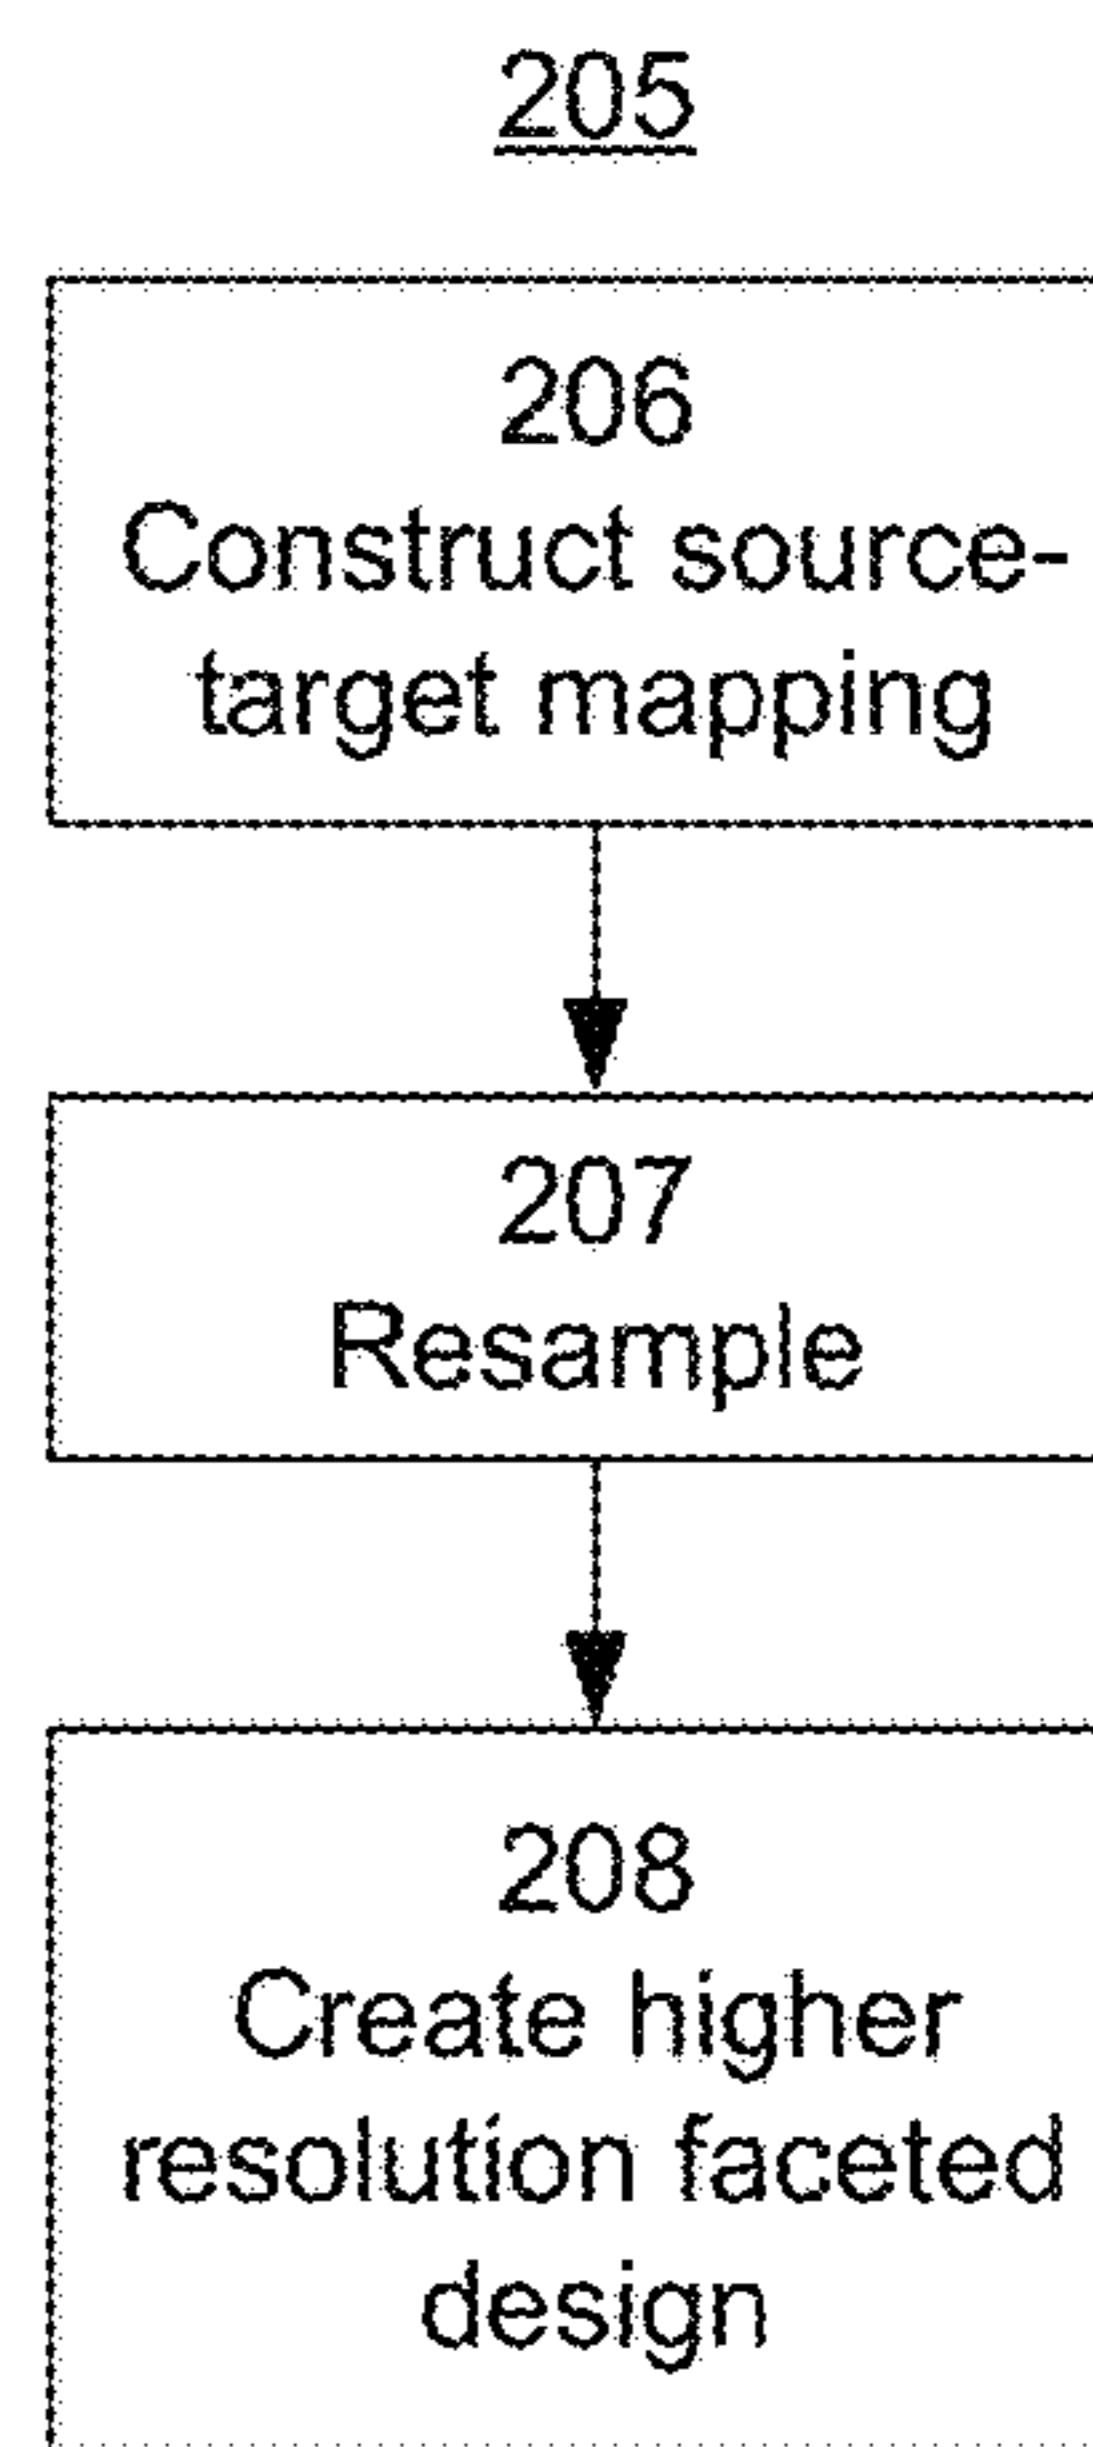 205
206
Construct source-
target mapping
207
Resample
208
Create higher
resolution faceted
design